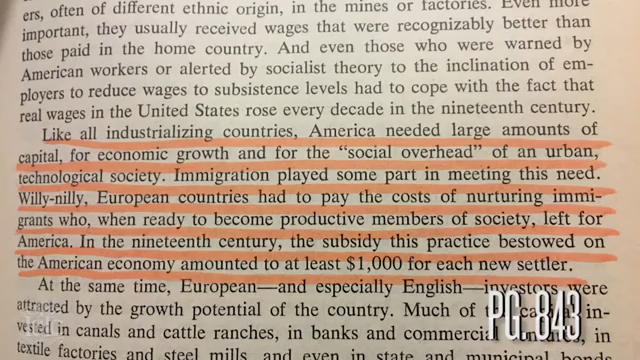 ers, often of different ethnic origin, in the mines or factories. Even more
important, they usually received wages that were recognizably better than
those paid in the home country. And even those who were warned by
American workers or alerted by socialist theory to the inclination of em-
ployers to reduce wages to subsistence levels had to cope with the fact that
real wages in the United States rose every decade in the nineteenth century.
Like all industrializing countries, America needed large amounts of
capital, for economic growth and for the “social overhead” of an urban,
technological society. Immigration played some part in meeting this need.
Willy-nilly, European countries had to pay the costs of nurturing immi-
grants who, when ready to become productive members of society, left for
America. In the nineteenth century, the subsidy this practice bestowed on
the American economy amounted to at least $1,000 for each new settler.
At the same time, European—and especially English—investors were
attracted by the growth potential of the country. Much of in-
vested in canals and cattle ranches, in banks and commercial in
textile factories and steel mills, and even in state and municipal bonds
PG. 843